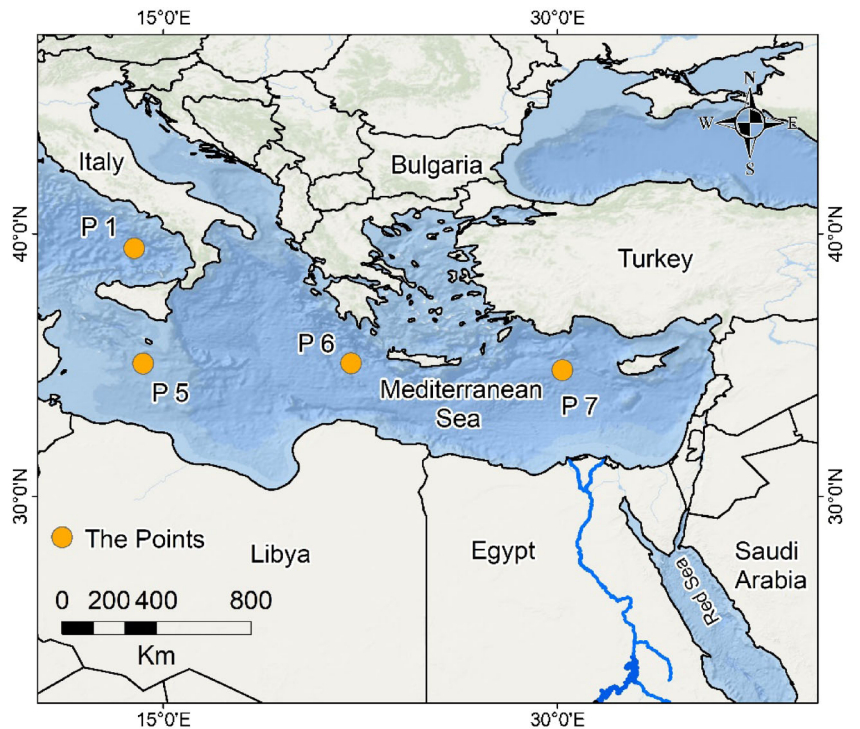 15°0'E 30°0'E
N
W E
S
Italy
Bulgaria
P 1
40°0'N
40°0'N
Turkey
P 6
P 5
Mediterranean
Sea
P 7
30°0'N
30°0'N
The Points
Libya
Egypt
Saudi
Arabia
Red Sea
0 200 400 800
Km
15°0'E 30°0'E